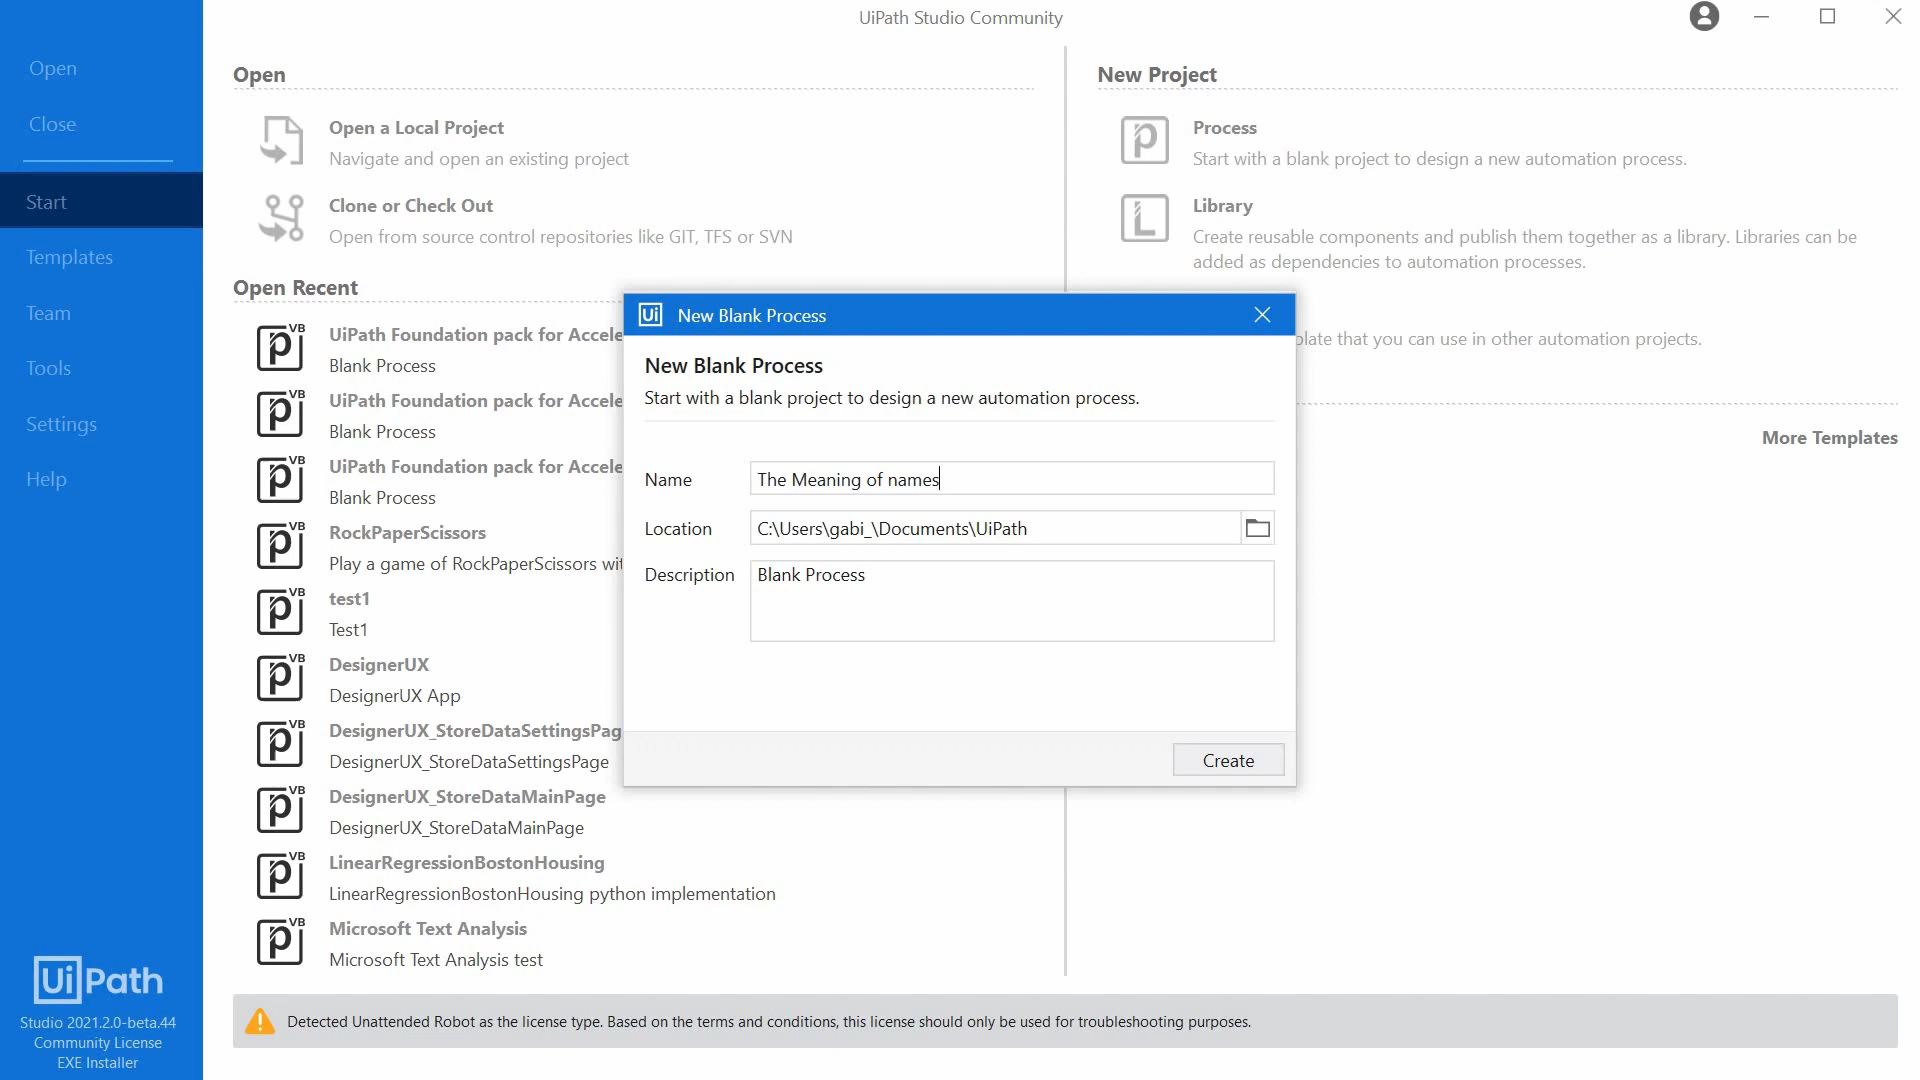 UiPath Studio Community
Open
Close
Start
Templates
Team
Tools
Settings
Help
UiPath
Studio 2021.2.0-beta.44
Community License
EXE Installer
Open
Open a Local Project
Navigate and open an existing project
Clone or Check Out
Open from source control repositories like GIT, TFS or SVN
Open Recent
VB
UiPath Foundation pack for Accele
Blank Process
VB
UiPath Foundation pack for Accele
Blank Process
VB
UiPath Foundation pack for Accele
Blank Process
VB
RockPaperScissors
Play a game of RockPaperScissors wit
VB
test1
Test1
VB
DesignerUX
DesignerUX App
VB
DesignerUX_StoreDataSettingsPag
DesignerUX_StoreDataSettingsPage
VB
DesignerUX_StoreDataMainPage
DesignerUX_StoreDataMainPage
VB
LinearRegressionBostonHousing
LinearRegressionBostonHousing python implementation
VB
Microsoft Text Analysis
Microsoft Text Analysis test
New Project
Process
Start with a blank project to design a new automation process.
Library
Create reusable components and publish them together as a library. Libraries can be
added as dependencies to automation processes.
plate that you can use in other automation projects.
More Templates
Ui New Blank Process
New Blank Process
Start with a blank project to design a new automation process.
Name The Meaning of names
Location C:\Users\gabi_\Documents\UiPath
Description Blank Process
Create
Detected Unattended Robot as the license type. Based on the terms and conditions, this license should only be used for troubleshooting purposes.